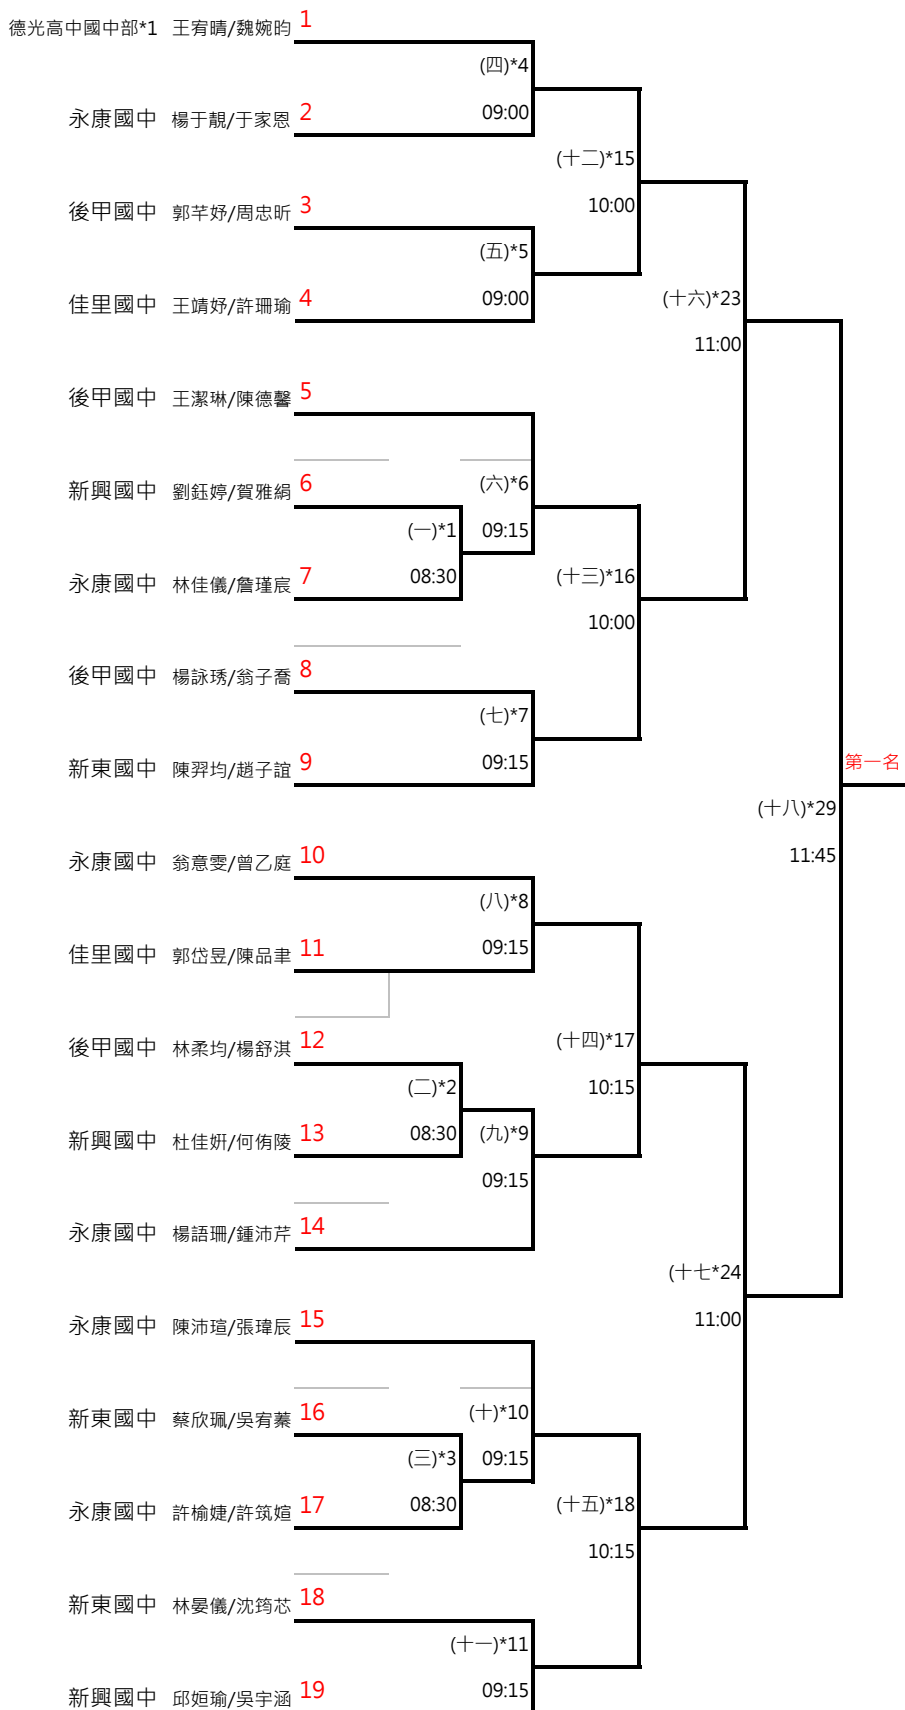 德光高中國中部*1 王宥晴/魏婉昀 1
(四)*4
永康國中 楊于靚/于家恩 2
09:00
(十二)*15
後甲國中 郭芊妤/周忠昕 3
10:00
(五)*5
佳里國中 王靖妤/許珊瑜 4
09:00
(十六)*23
11:00
後甲國中 王潔琳/陳德馨 5
新興國中 劉鈺婷/賀雅絹 6
(六)*6
(一)*1
09:15
永康國中 林佳儀/詹瑾宸 7
08:30
(十三)*16
10:00
後甲國中 楊詠琇/翁子喬 8
(七)*7
新東國中 陳羿均/趙子誼 9
09:15
第一名
(十八)*29
永康國中 翁意雯/曾乙庭 10
11:45
(八)*8
佳里國中 郭岱昱/陳品聿 11
09:15
後甲國中 林柔均/楊舒淇 12
(十四)*17
(二)*2
10:15
新興國中 杜佳妍/何侑陵 13
08:30
(九)*9
09:15
永康國中 楊語珊/鍾沛芹 14
(十七*24
永康國中 陳沛瑄/張瑋辰 15
11:00
新東國中 蔡欣珮/吳宥蓁 16
(十)*10
(三)*3
09:15
永康國中 許榆婕/許筑媗 17
08:30
(十五)*18
10:15
新東國中 林晏儀/沈筠芯 18
(十一)*11
新興國中 邱姮瑜/吳宇涵 19
09:15